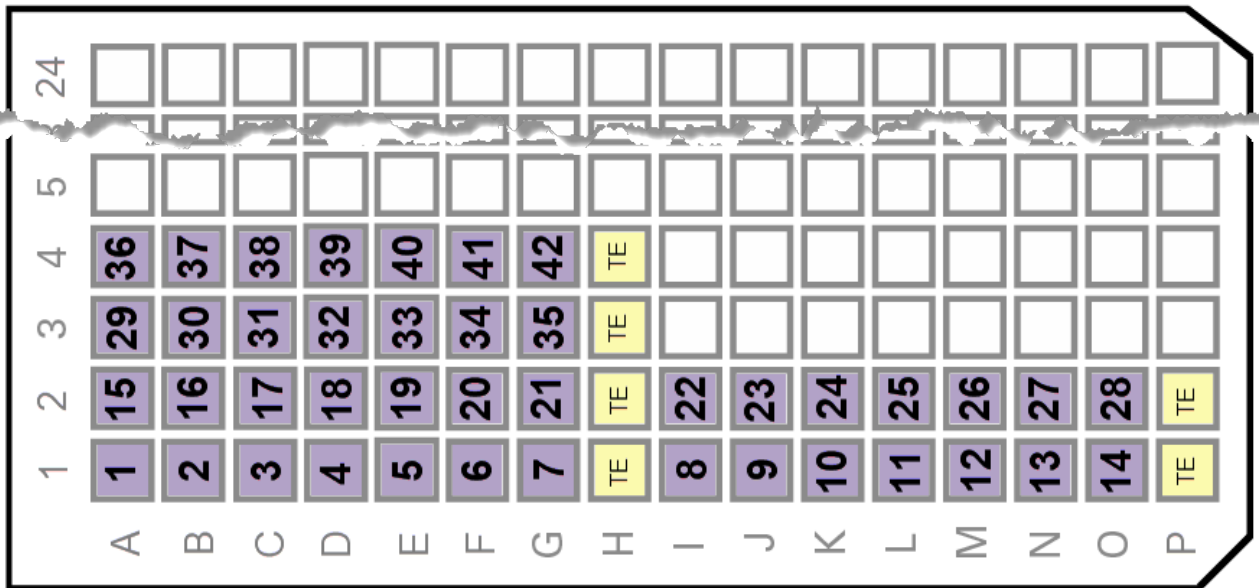 1 2 3 4 5 24
A 1 15 29 36
B 2 16 30 37
C 3 17 31 38
D 4 18 32 39
E 5 19 33 40
F 6 20 34 41
G 7 21 35 42
H TE TE TE TE
I 8 22
J 9 23
K 10 24
L 11 25
M 12 26
N 13 27
O 14 28
P TE TE